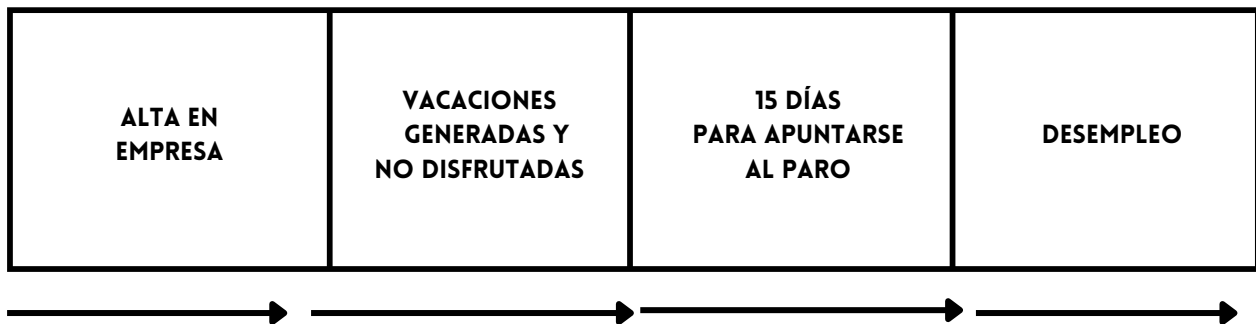 ALTA EN
EMPRESA
VACACIONES
GENERADAS Y
NO DISFRUTADAS
15 DÍAS
PARA APUNTARSE
AL PARO
DESEMPLEO